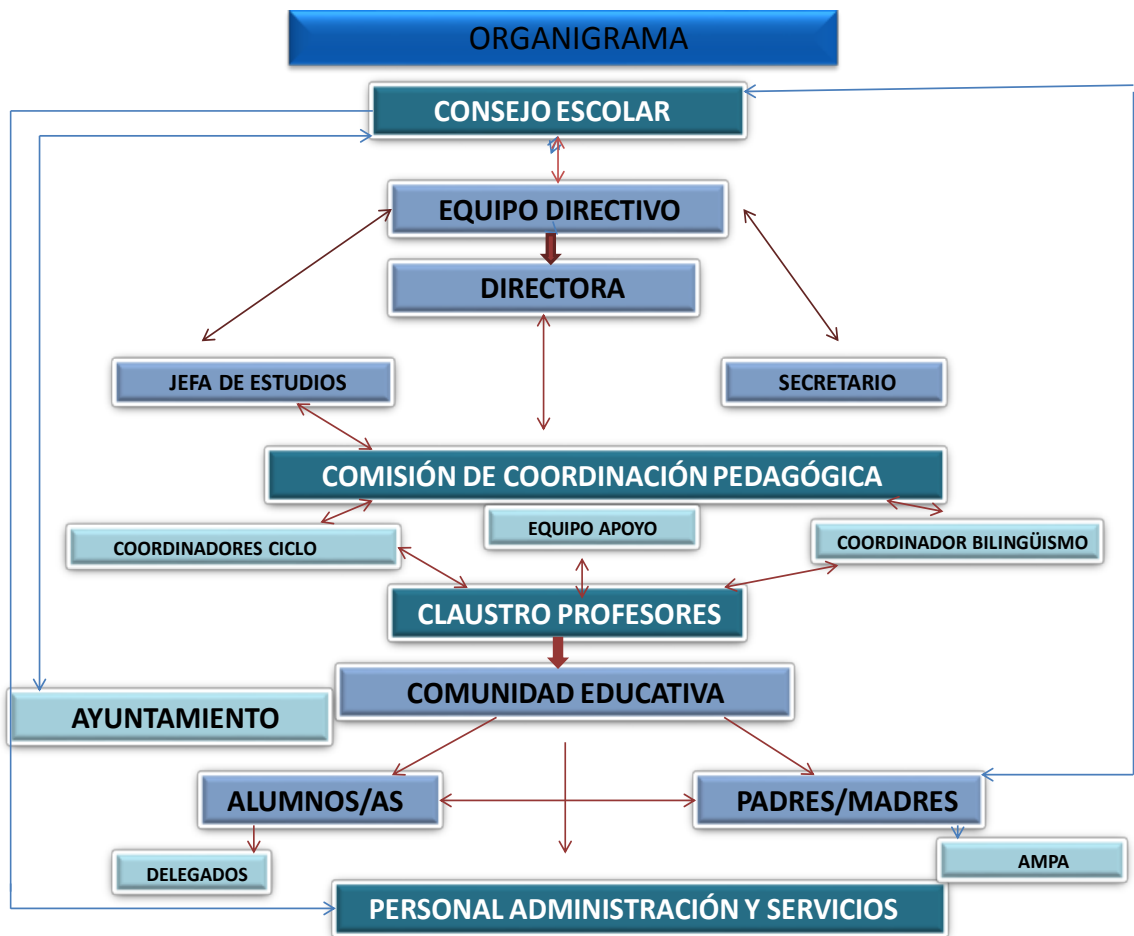 ORGANIGRAMA
CONSEJO ESCOLAR
EQUIPO DIRECTIVO
DIRECTORA
JEFA DE ESTUDIOS
SECRETARIO
COMISIÓN DE COORDINACIÓN PEDAGÓGICA
EQUIPO APOYO
COORDINADORES CICLO
COORDINADOR BILINGÜISMO
CLAUSTRO PROFESORES
COMUNIDAD EDUCATIVA
AYUNTAMIENTO
ALUMNOS/AS
PADRES/MADRES
DELEGADOS
AMPA
PERSONAL ADMINISTRACIÓN Y SERVICIOS